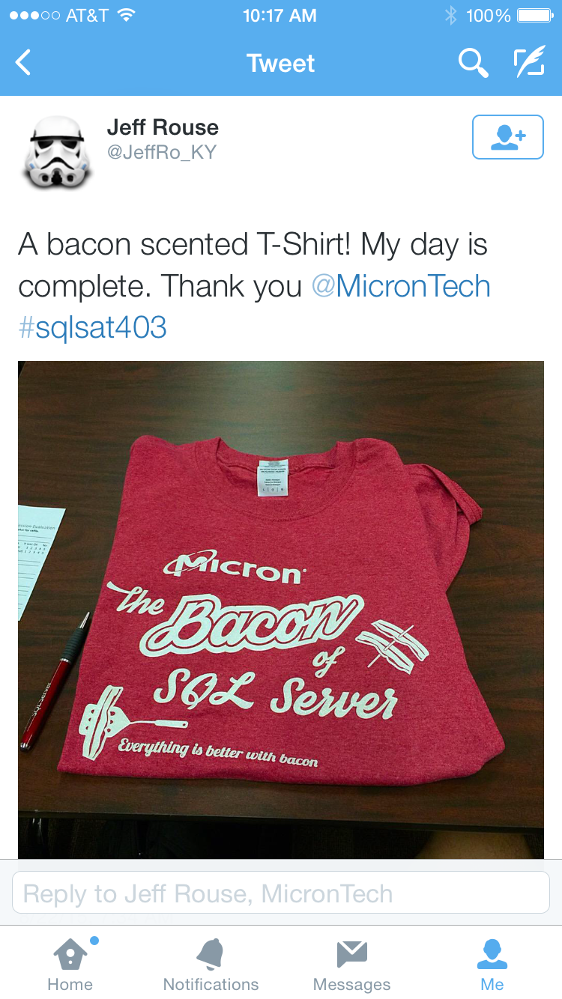 AT&T 10:17 AM 100%
Tweet
Jeff Rouse
@JeffRo_KY
A bacon scented T-Shirt! My day is
complete. Thank you @MicronTech
#sqlsat403
Micron
The
Bacon
of
SQL Server
Everything is better with bacon
SQL Server
Reply to Jeff Rouse, MicronTech
Home Notifications Messages Me